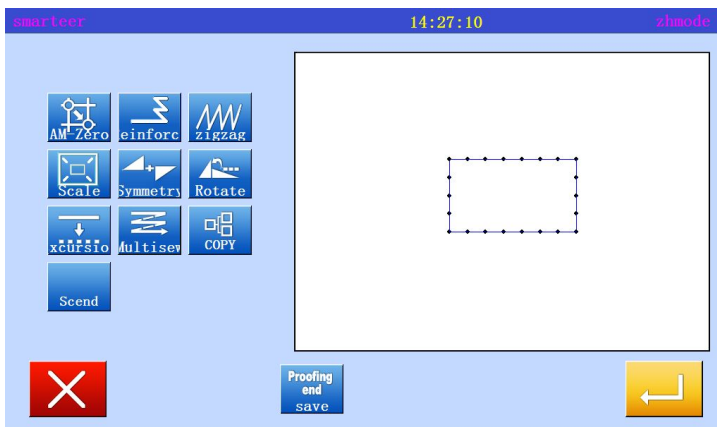 smarteer 14:27:10 zhmode
AM-Zero einforc zigzag
Scale Symmetry Rotate
xcursio Multisew COPY
Scend
Proofing
end
save